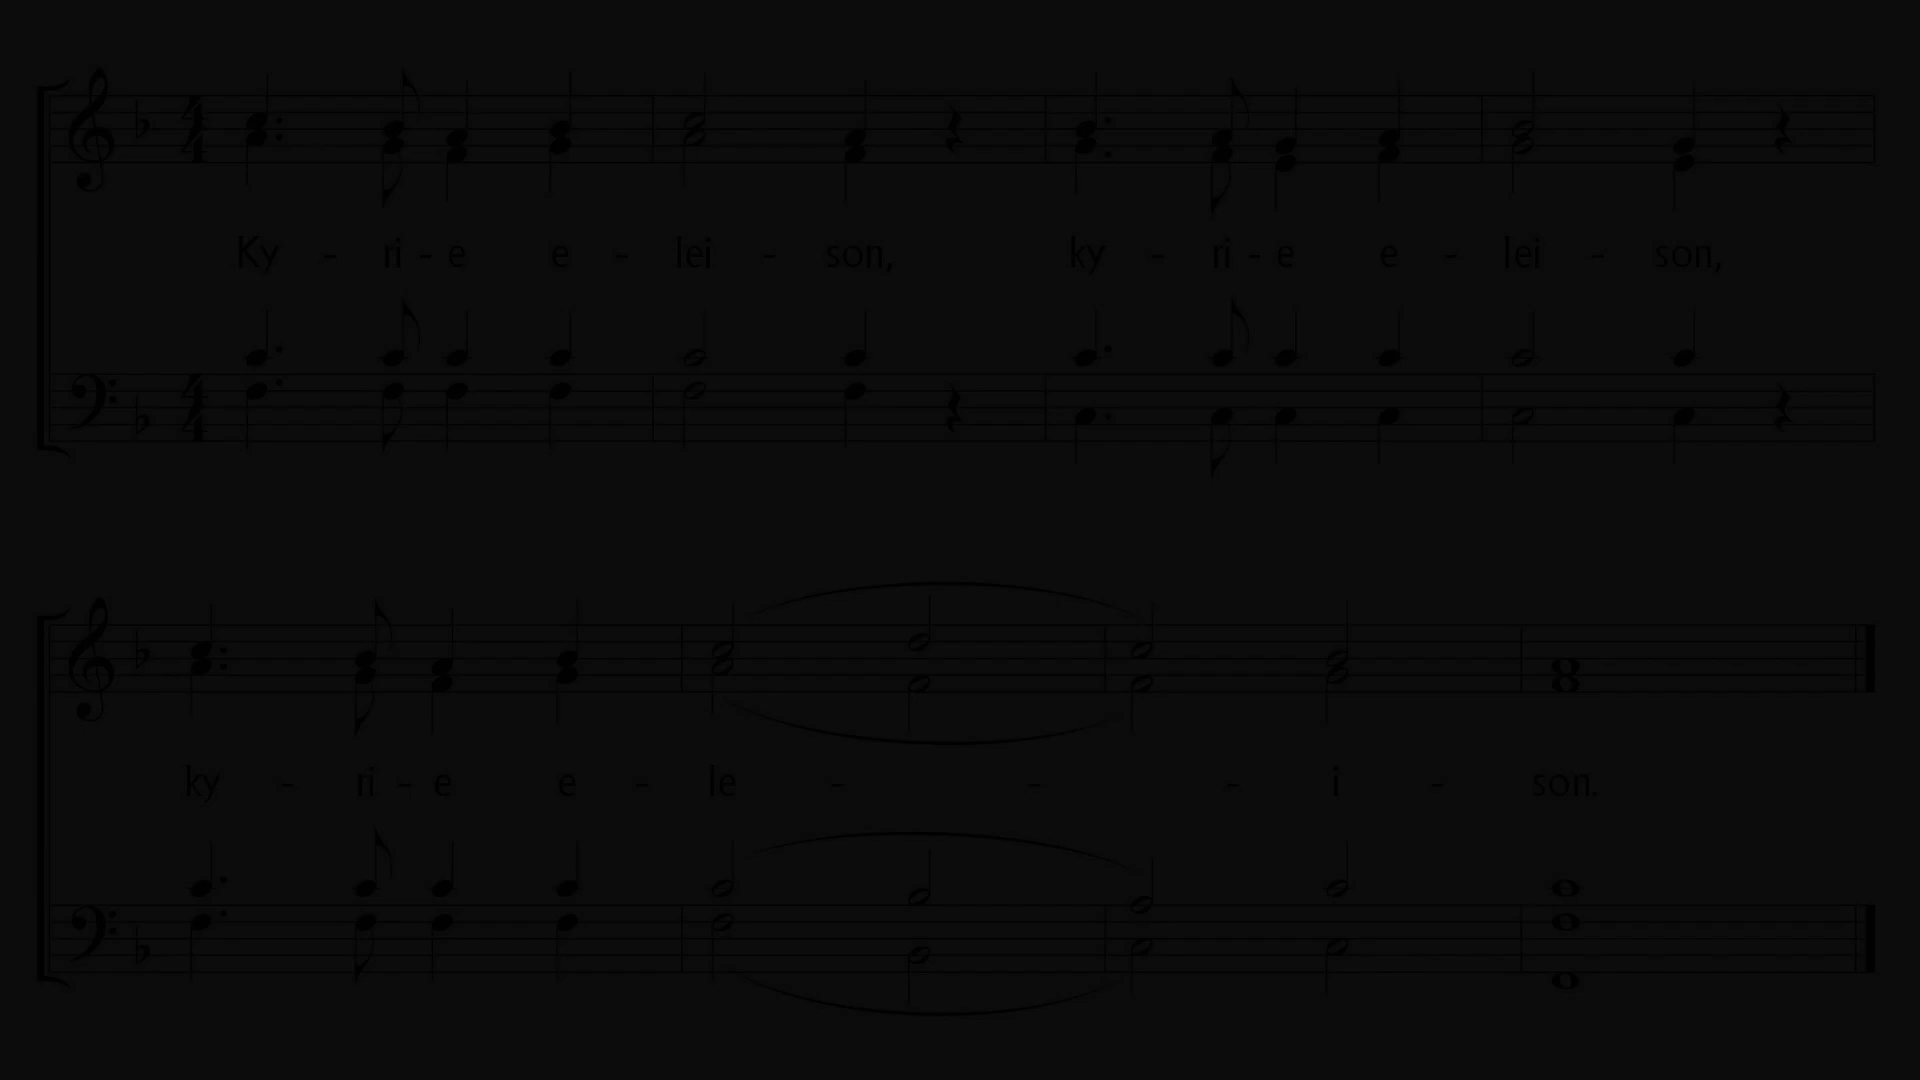 Ky - ri - e e - lei - son, ky - ri - e e - lei - son,
ky - ri - e e - le - - - i - son.